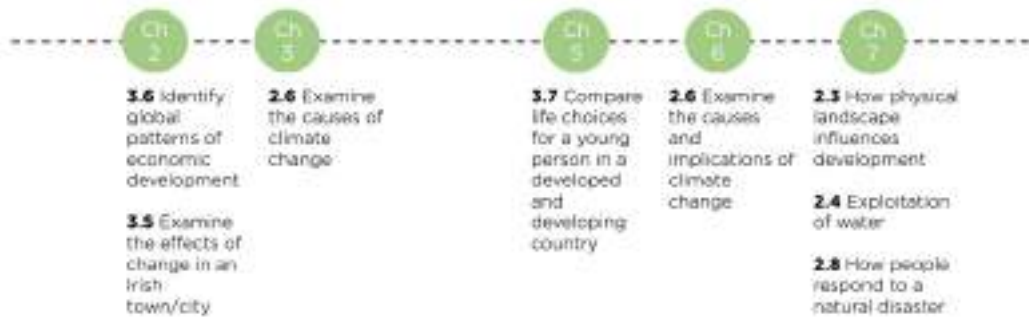 Ch
2
Ch
3
Ch
5
Ch
6
Ch
7
3.6 Identify
global
patterns of
economic
development
3.5 Examine
the effects of
change in an
Irish
town/city
2.6 Examine
the causes of
climate
change
3.7 Compare
life choices
for a young
person in a
developed
and
developing
country
2.6 Examine
the causes
and
implications of
climate
change
2.3 How physical
landscape
influences
development
2.4 Exploitation
of water
2.8 How people
respond to a
natural disaster